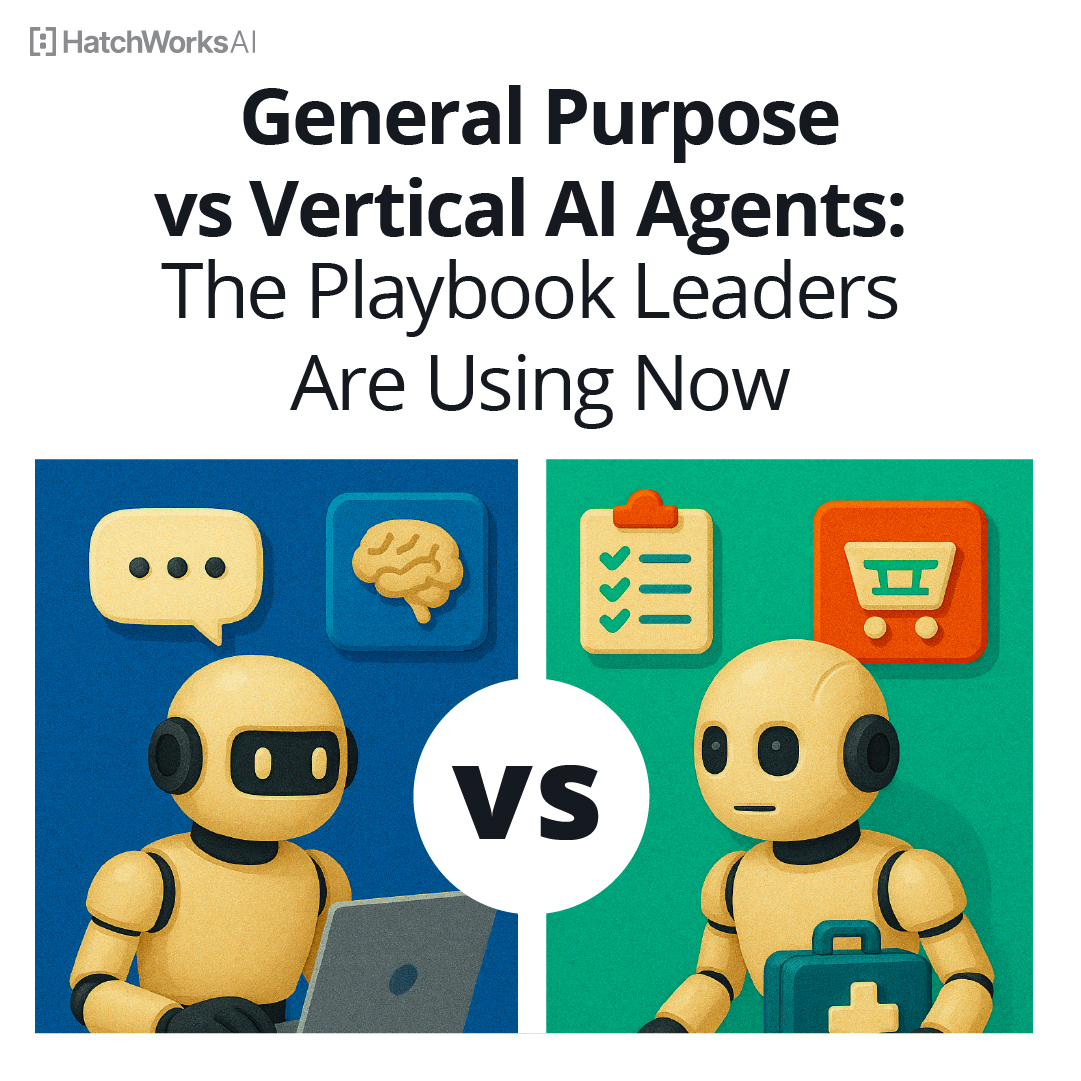 HatchWorksAI
General Purpose
vs Vertical AI Agents:
The Playbook Leaders
Are Using Now
vs